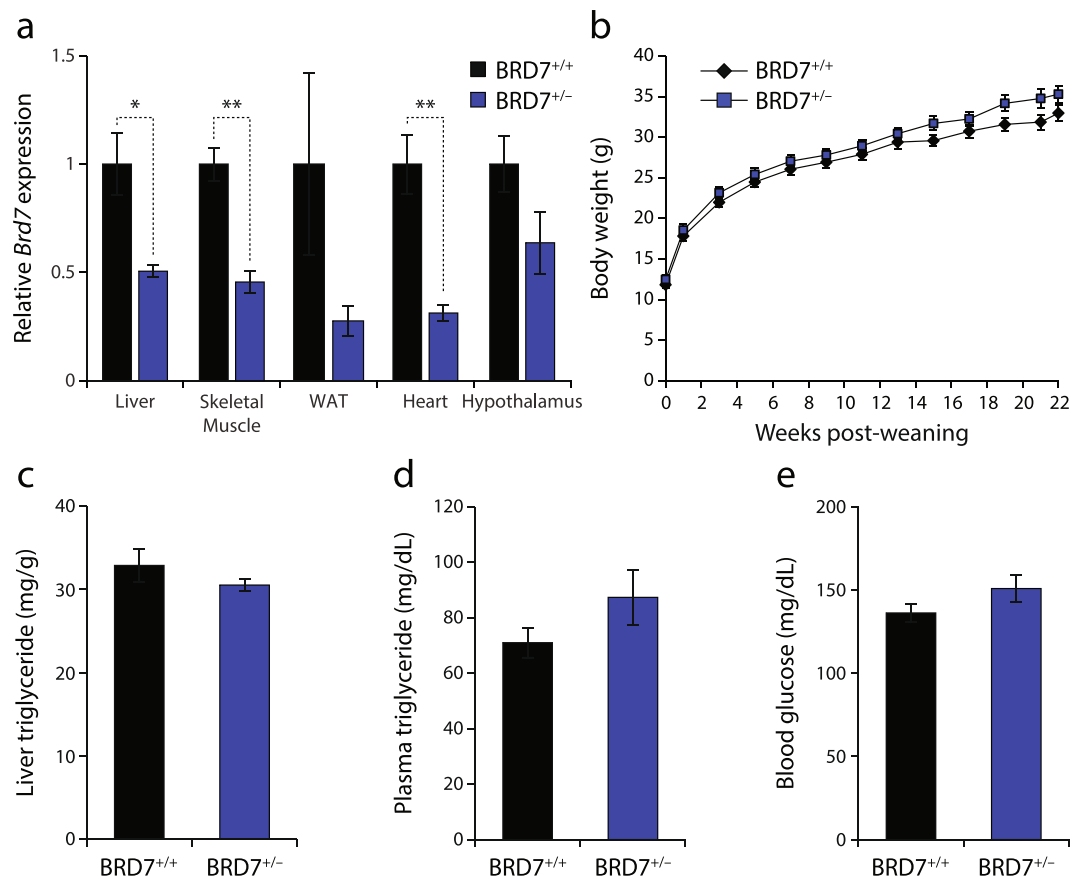 a
Relative Brd7 expression
1.5
1
0.5
0
BRD7+/+
BRD7+/−
*
**
**
Liver
Skeletal
Muscle
WAT
Heart
Hypothalamus
b
Body weight (g)
40
35
30
25
20
15
10
5
0
BRD7+/+
BRD7+/−
0 2 4 6 8 10 12 14 16 18 20 22
Weeks post-weaning
c
Liver triglyceride (mg/g)
40
30
20
10
0
BRD7+/+ BRD7+/−
d
Plasma triglyceride (mg/dL)
120
100
80
60
40
20
0
BRD7+/+ BRD7+/−
e
Blood glucose (mg/dL)
200
150
100
50
0
BRD7+/+ BRD7+/−